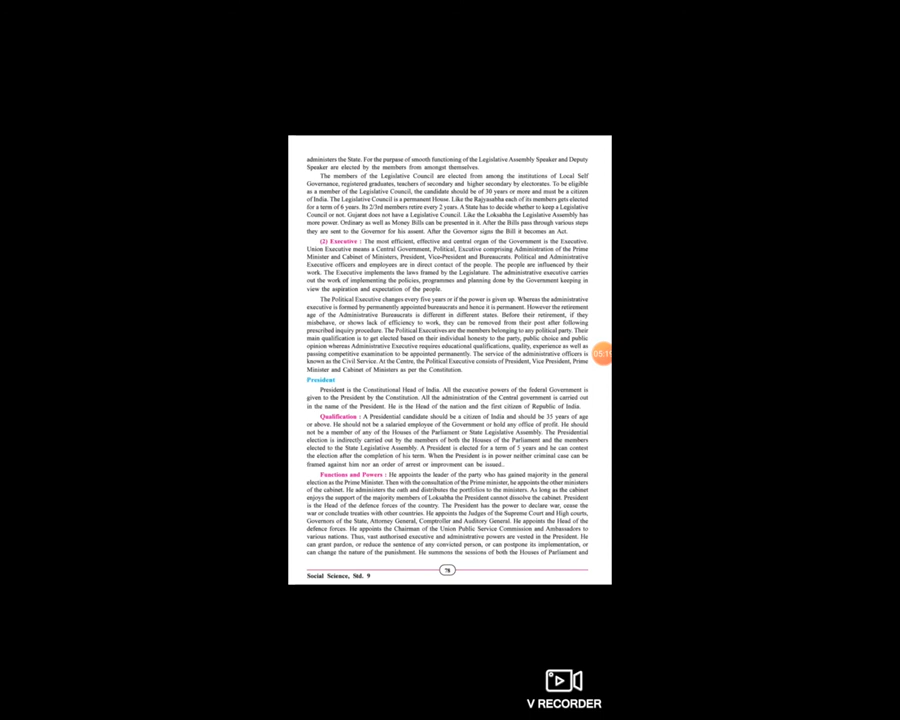 administers the State. For the purpase of smooth functioning of the Legislative Assembly Speaker and Deputy
Speaker are elected by the members from amongst themselves.
The members of the Legislative Council are elected from among the institutions of Local Self
Governance, registered graduates, teachers of secondary and higher secondary by electorates. To be eligible
as a member of the Legislative Council, the candidate should be of 30 years or more and must be a citizen
of India. The Legislative Council is a permanent House. Like the Rajyasabha each of its members gets elected
for a term of 6 years. Its 2/3rd members retire every 2 years. A State has to decide whether to keep a Legislative
Council or not. Gujarat does not have a Legislative Council. Like the Loksabha the Legislative Assembly has
more power. Ordinary as well as Money Bills can be presented in it. After the Bills pass through various steps
they are sent to the Governor for his assent. After the Governor signs the Bill it becomes an Act.
(2) Executive : The most efficient, effective and central organ of the Government is the Executive.
Union Executive means a Central Government, Political, Excutive comprising Administration of the Prime
Minister and Cabinet of Ministers, President, Vice-President and Bureaucrats. Political and Administrative
Executive officers and employees are in direct contact of the people. The people are influenced by their
work. The Executive implements the laws framed by the Legislature. The administrative executive carries
out the work of implementing the policies, programmes and planning done by the Government keeping in
view the aspiration and expectation of the people.
The Political Executive changes every five years or if the power is given up. Whereas the administrative
executive is formed by permanently appointed bureaucrats and hence it is permanent. However the retirement
age of the Administrative Bureaucrats is different in different states. Before their retirement, if they
misbehave, or shows lack of efficiency to work, they can be removed from their post after following
prescribed inquiry procedure. The Political Executives are the members belonging to any political party. Their
main qualification is to get elected based on their individual honesty to the party, public choice and public
opinion whereas Administrative Executive requires educational qualifications, quality, experience as well as
passing competitive examination to be appointed permanently. The service of the administrative officers is
known as the Civil Service. At the Centre, the Political Executive consists of President, Vice President, Prime
Minister and Cabinet of Ministers as per the Constitution.
President
President is the Constitutional Head of India. All the executive powers of the federal Government is
given to the President by the Constitution. All the administration of the Central government is carried out
in the name of the President. He is the Head of the nation and the first citizen of Republic of India.
Qualification : A Presidential candidate should be a citizen of India and should be 35 years of age
or above. He should not be a salaried employee of the Government or hold any office of profit. He should
not be a member of any of the Houses of the Parliament or State Legislative Assembly. The Presidential
election is indirectly carried out by the members of both the Houses of the Parliament and the members
elected to the State Legislative Assembly. A President is elected for a term of 5 years and he can contest
the election after the completion of his term. When the President is in power neither criminal case can be
framed against him nor an order of arrest or improvment can be issued..
Functions and Powers : He appoints the leader of the party who has gained majority in the general
election as the Prime Minister. Then with the consultation of the Prime minister, he appoints the other ministers
of the cabinet. He administers the oath and distributes the portfolios to the ministers. As long as the cabinet
enjoys the support of the majority members of Loksabha the President cannot dissolve the cabinet. President
is the Head of the defence forces of the country. The President has the power to declare war, cease the
war or conclude treaties with other countries. He appoints the Judges of the Supreme Court and High courts,
Governors of the State, Attorney General, Comptroller and Auditory General. He appoints the Head of the
defence forces. He appoints the Chairman of the Union Public Service Commission and Ambassadors to
various nations. Thus, vast authorised executive and administrative powers are vested in the President. He
can grant pardon, or reduce the sentence of any convicted person, or can postpone its implementation, or
can change the nature of the punishment. He summons the sessions of both the Houses of Parliament and
78
Social Science, Std. 9
V RECORDER